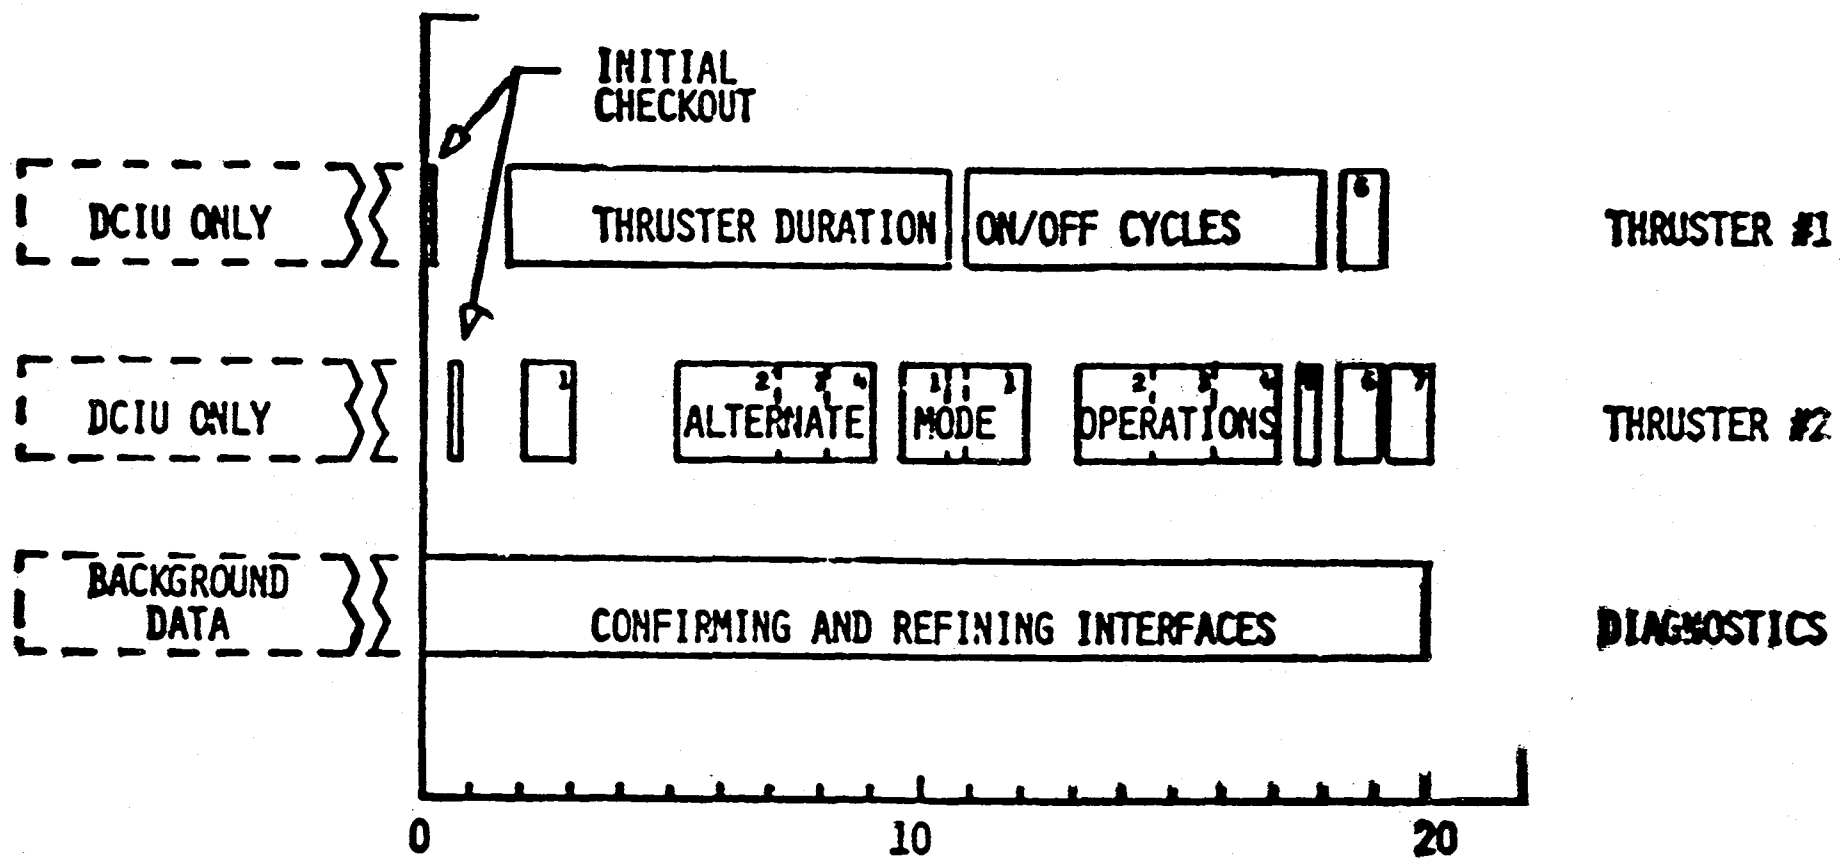 INITIAL
CHECKOUT
DCIU ONLY
THRUSTER DURATION
ON/OFF CYCLES
6
THRUSTER #1
1
2
3
4
1
1
2
3
4
6
7
DCIU ONLY
ALTERNATE
MODE
OPERATIONS
THRUSTER #2
BACKGROUND
DATA
CONFIRMING AND REFINING INTERFACES
DIAGNOSTICS
0
10
20